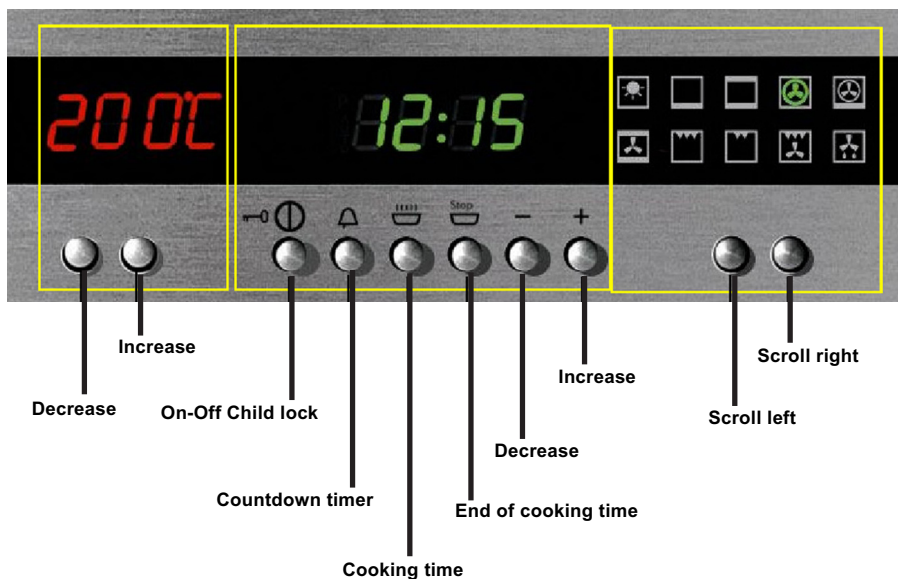 200°C
12:15
Stop
− +
Increase
Decrease
On-Off Child lock
Countdown timer
Cooking time
End of cooking time
Decrease
Increase
Scroll left
Scroll right